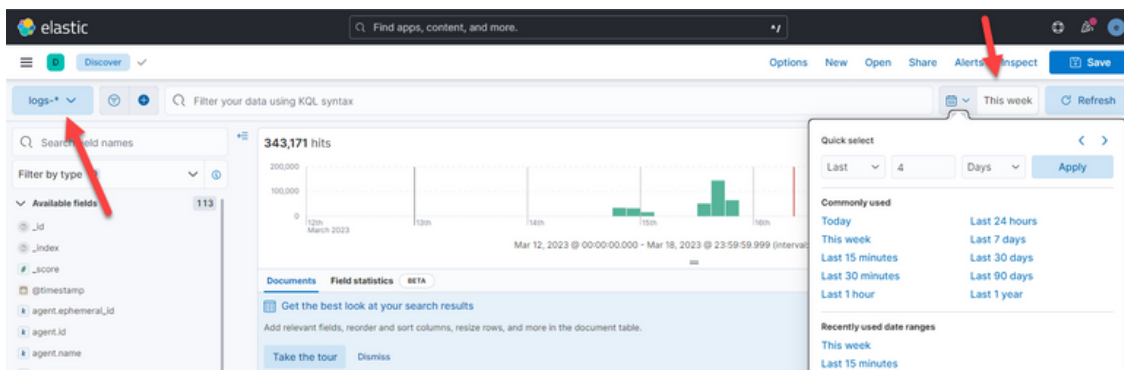 elastic
Find apps, content, and more.
^/
D
Discover
Options New Open Share Alerts Inspect Save
logs-*
Filter your data using KQL syntax
This week
Refresh
Search field names
Filter by type
Available fields 113
_id
_index
_score
@timestamp
agent.ephemeral_id
agent.id
agent.name
343,171 hits
200,000
100,000
0
12th 13th 14th 15th 16th
March 2023
Mar 12, 2023 @ 00:00:00.000 - Mar 18, 2023 @ 23:59:59.999 (interval:
Documents Field statistics BETA
Get the best look at your search results
Add relevant fields, reorder and sort columns, resize rows, and more in the document table.
Take the tour Dismiss
Quick select
Last 4 Days Apply
Commonly used
Today Last 24 hours
This week Last 7 days
Last 15 minutes Last 30 days
Last 30 minutes Last 90 days
Last 1 hour Last 1 year
Recently used date ranges
This week
Last 15 minutes